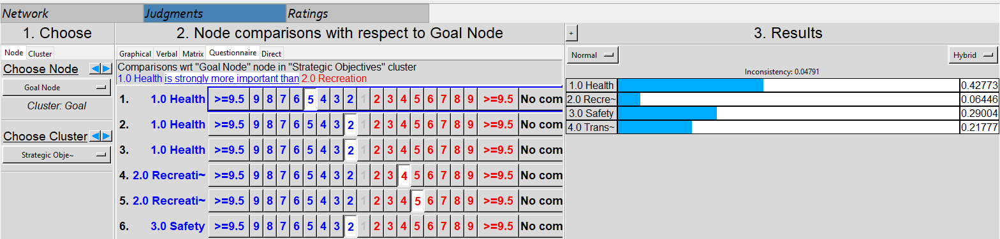 Network Judgments Ratings
1. Choose 2. Node comparisons with respect to Goal Node + 3. Results
Node Cluster Graphical Verbal Matrix Questionnaire Direct Normal Hybrid
Choose Node
Goal Node
Cluster: Goal
Choose Cluster
Strategic Obje~
Comparisons wrt "Goal Node" node in "Strategic Objectives" cluster
1.0 Health is strongly more important than 2.0 Recreation
1. 1.0 Health >=9.5 9 8 7 6 5 4 3 2 1 2 3 4 5 6 7 8 9 >=9.5 No com
2. 1.0 Health >=9.5 9 8 7 6 5 4 3 2 1 2 3 4 5 6 7 8 9 >=9.5 No com
3. 1.0 Health >=9.5 9 8 7 6 5 4 3 2 1 2 3 4 5 6 7 8 9 >=9.5 No com
4. 2.0 Recreati~ >=9.5 9 8 7 6 5 4 3 2 1 2 3 4 5 6 7 8 9 >=9.5 No com
5. 2.0 Recreati~ >=9.5 9 8 7 6 5 4 3 2 1 2 3 4 5 6 7 8 9 >=9.5 No com
6. 3.0 Safety >=9.5 9 8 7 6 5 4 3 2 1 2 3 4 5 6 7 8 9 >=9.5 No com
Inconsistency: 0.04791
1.0 Health 0.42773
2.0 Recre~ 0.06446
3.0 Safety 0.29004
4.0 Trans~ 0.21777